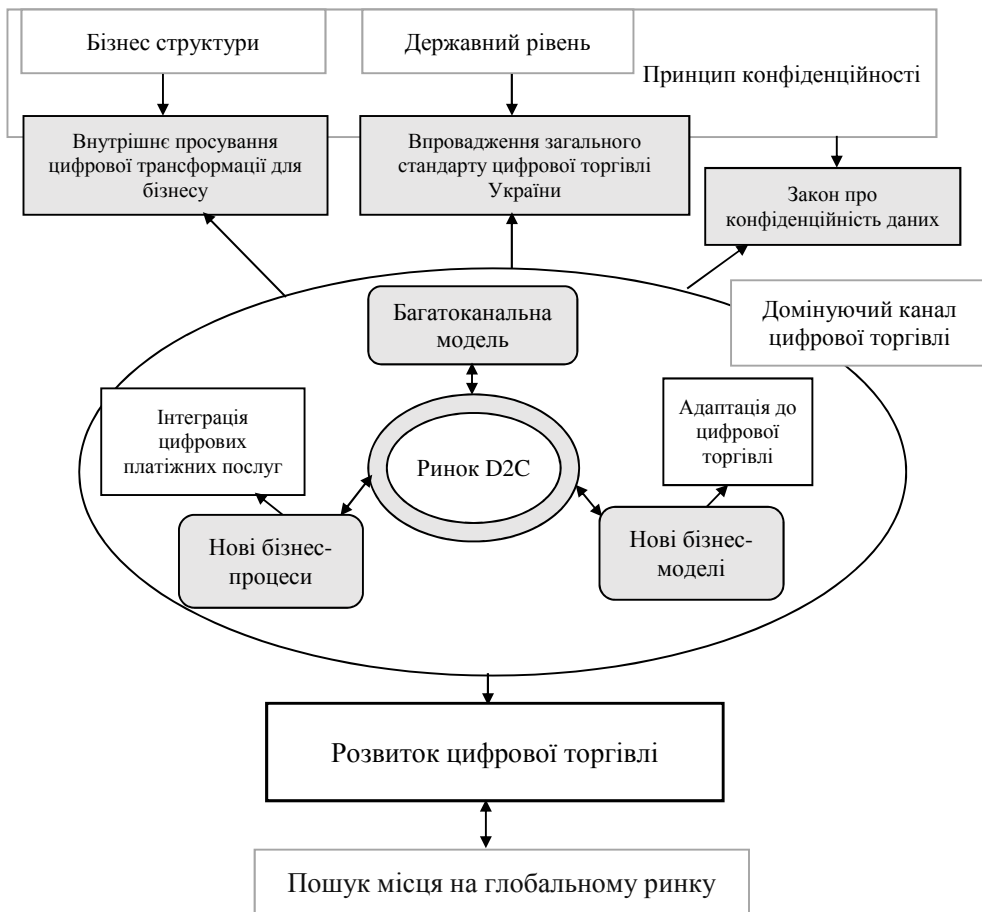 Бізнес структури
Державний рівень
Принцип конфіденційності
Внутрішнє просування
цифрової трансформації для
бізнесу
Впровадження загального
стандарту цифрової торгівлі
України
Закон про
конфіденційність даних
Багатоканальна
модель
Домінуючий канал
цифрової торгівлі
Інтеграція
цифрових
платіжних послуг
Ринок D2C
Адаптація до
цифрової
торгівлі
Нові бізнес-
процеси
Нові бізнес-
моделі
Розвиток цифрової торгівлі
Пошук місця на глобальному ринку